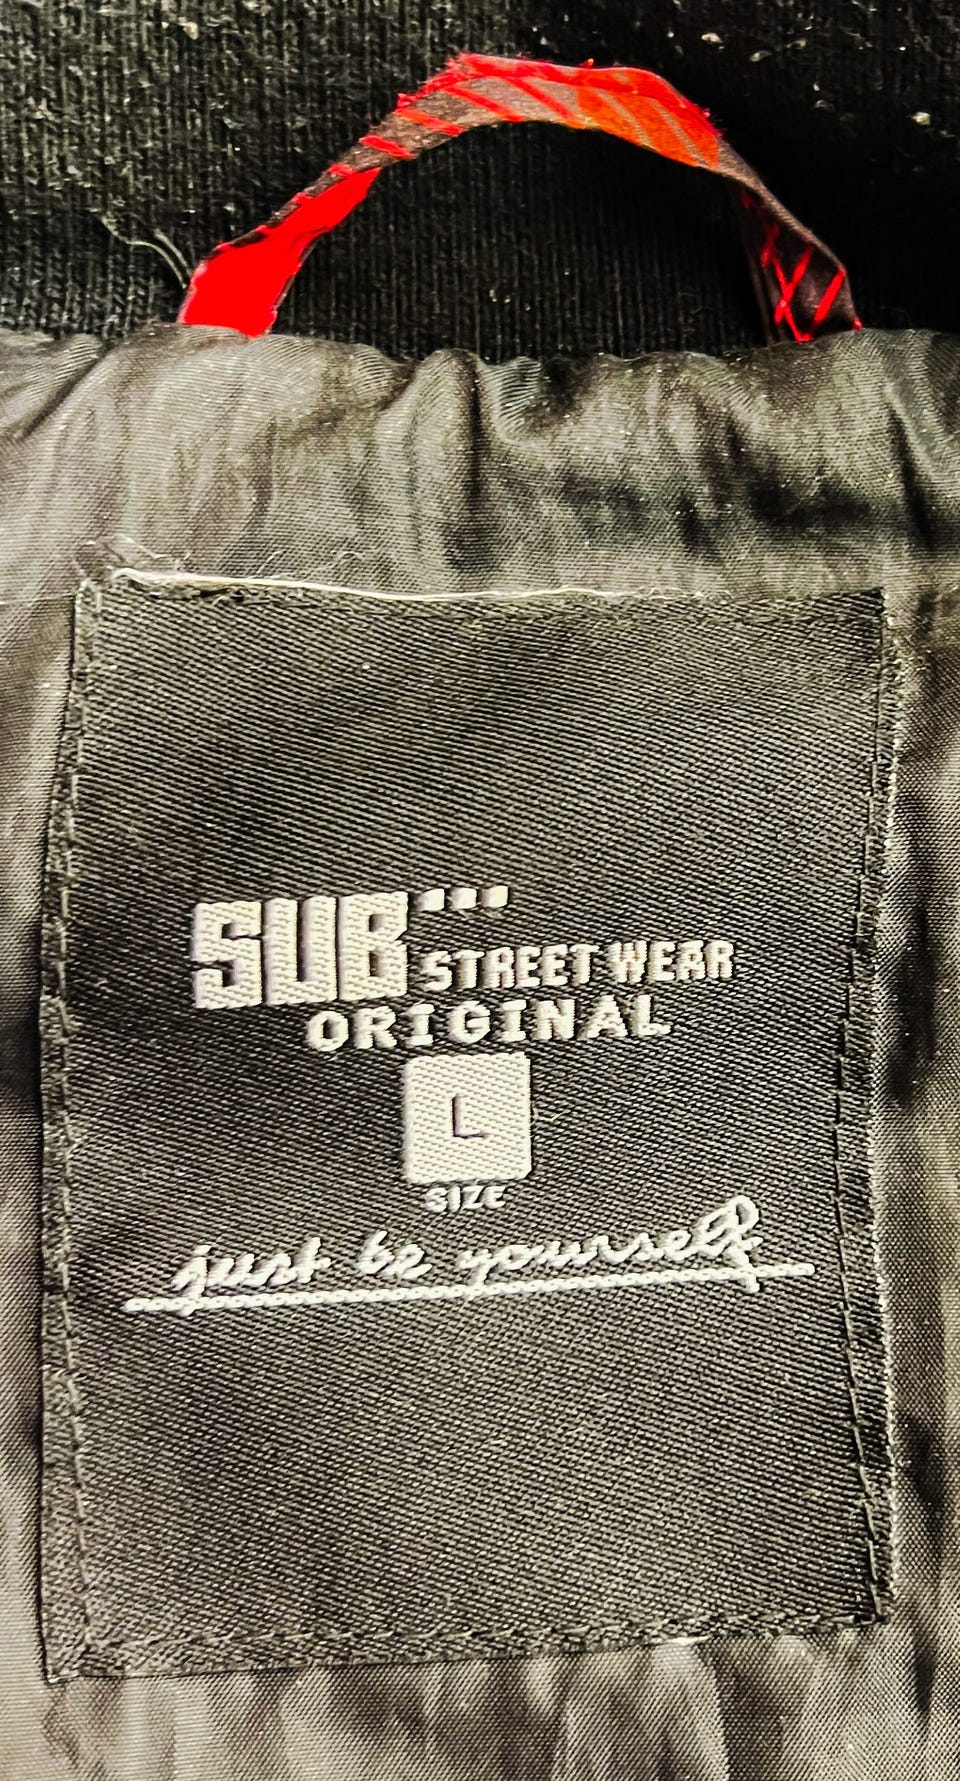 SUB...
STREET WEAR
ORIGINAL
L
SIZE
just be yourself